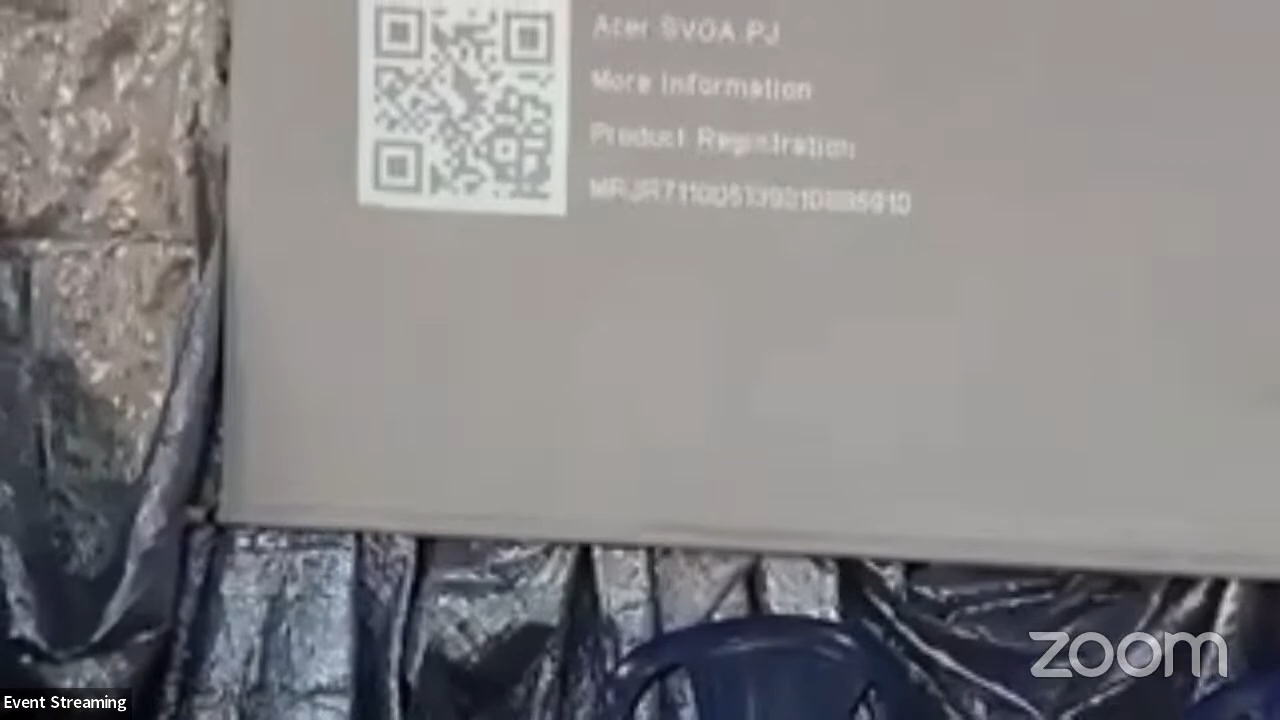 Acer SVGA PJ
More Information
Product Registration:
zoom
Event Streaming